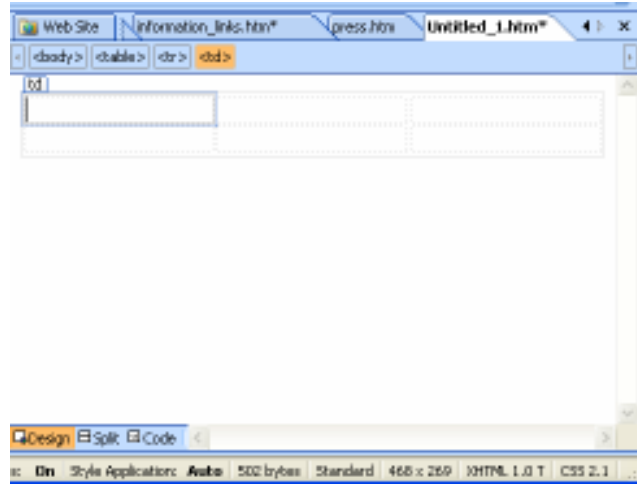 Web Site information_links.htm* press.htm Untitled_1.htm*
<body> <table> <tr> <td>
td
Design Split Code
On Style Application: Auto 502 bytes Standard 468 x 269 XHTML 1.0 T CSS 2.1